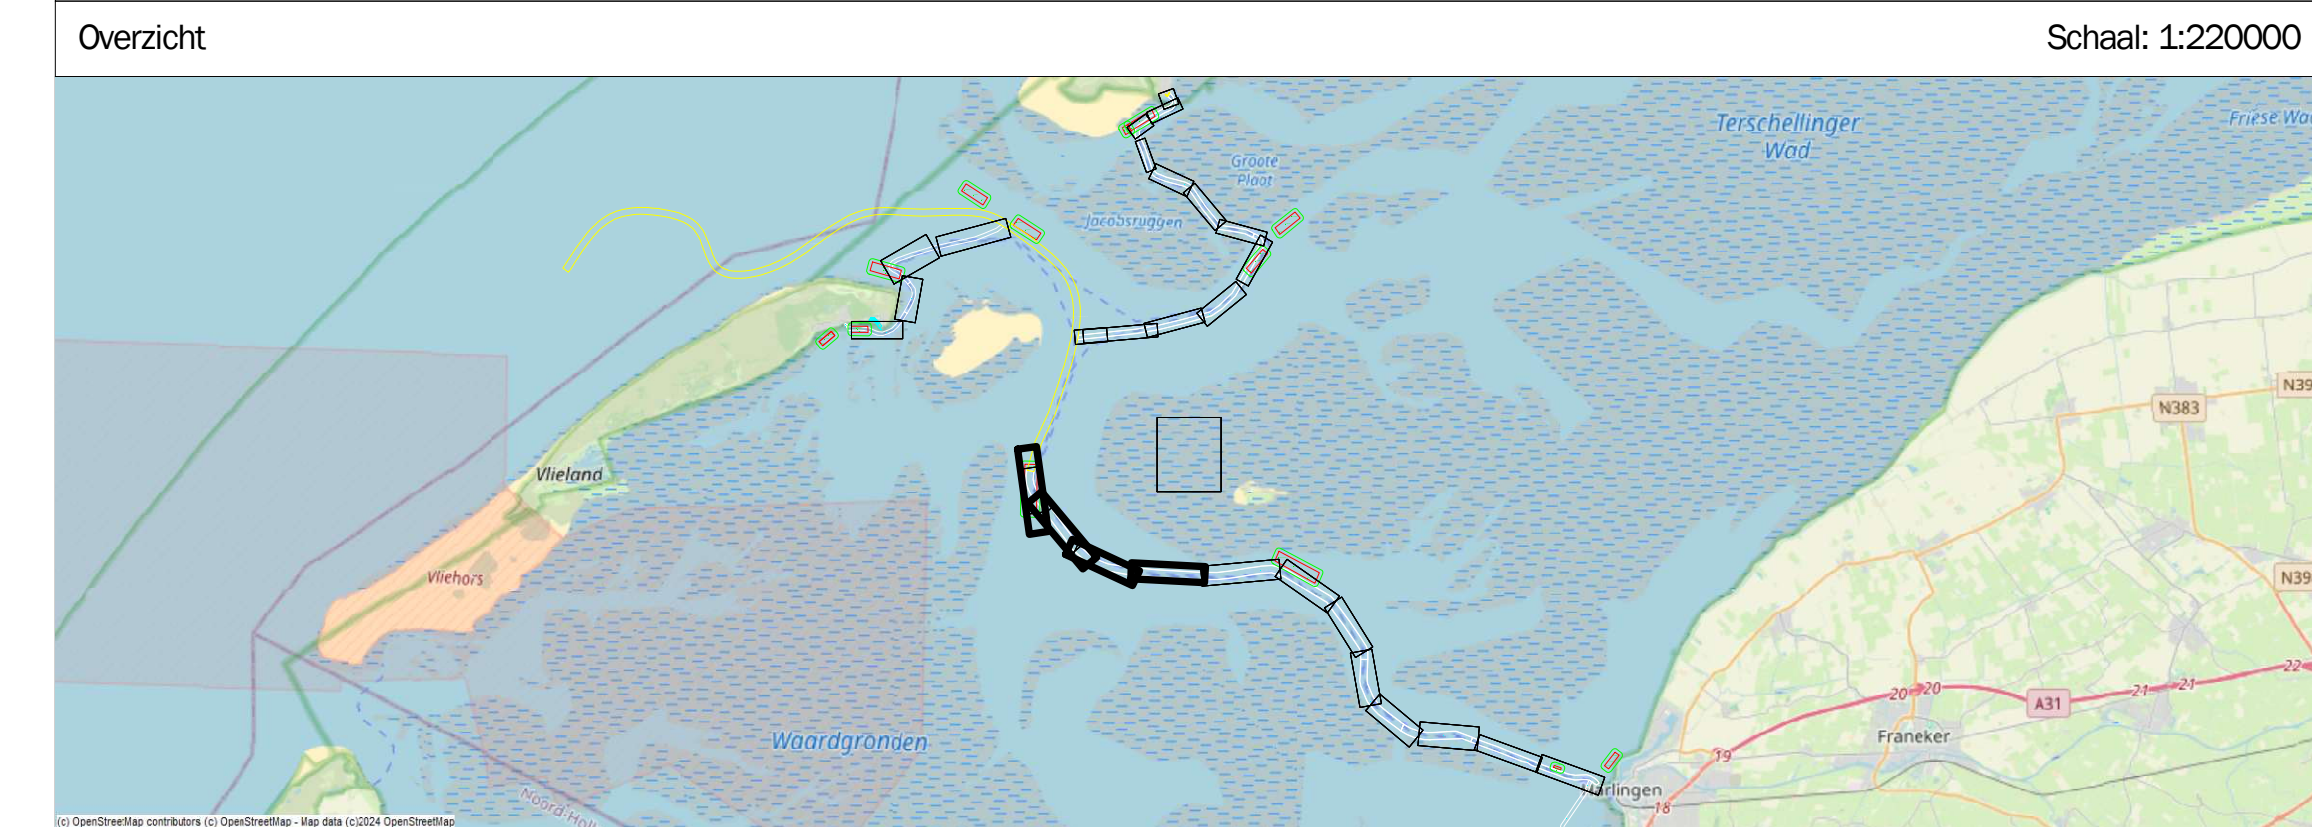 Overzicht
Schaal: 1:220000
Terschellinger
Wad
Friese Wa
Groote
Plaat
Jacobsruggen
N39
N383
Vlieland
Vliehors
N39
22
21
21
20
20
A31
Franeker
19
Waardgronden
Harlingen
18
Noord-Holl
(c) OpenStreetMap contributors (c) OpenStreetMap - Map data (c)2024 OpenStreetMap